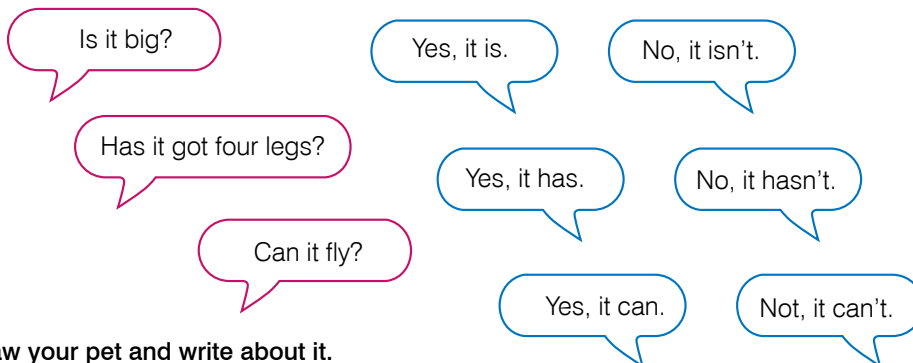 Is it big?
Yes, it is.
No, it isn't.
Has it got four legs?
Yes, it has.
No, it hasn't.
Can it fly?
Yes, it can.
Not, it can't.
your pet and write about it.